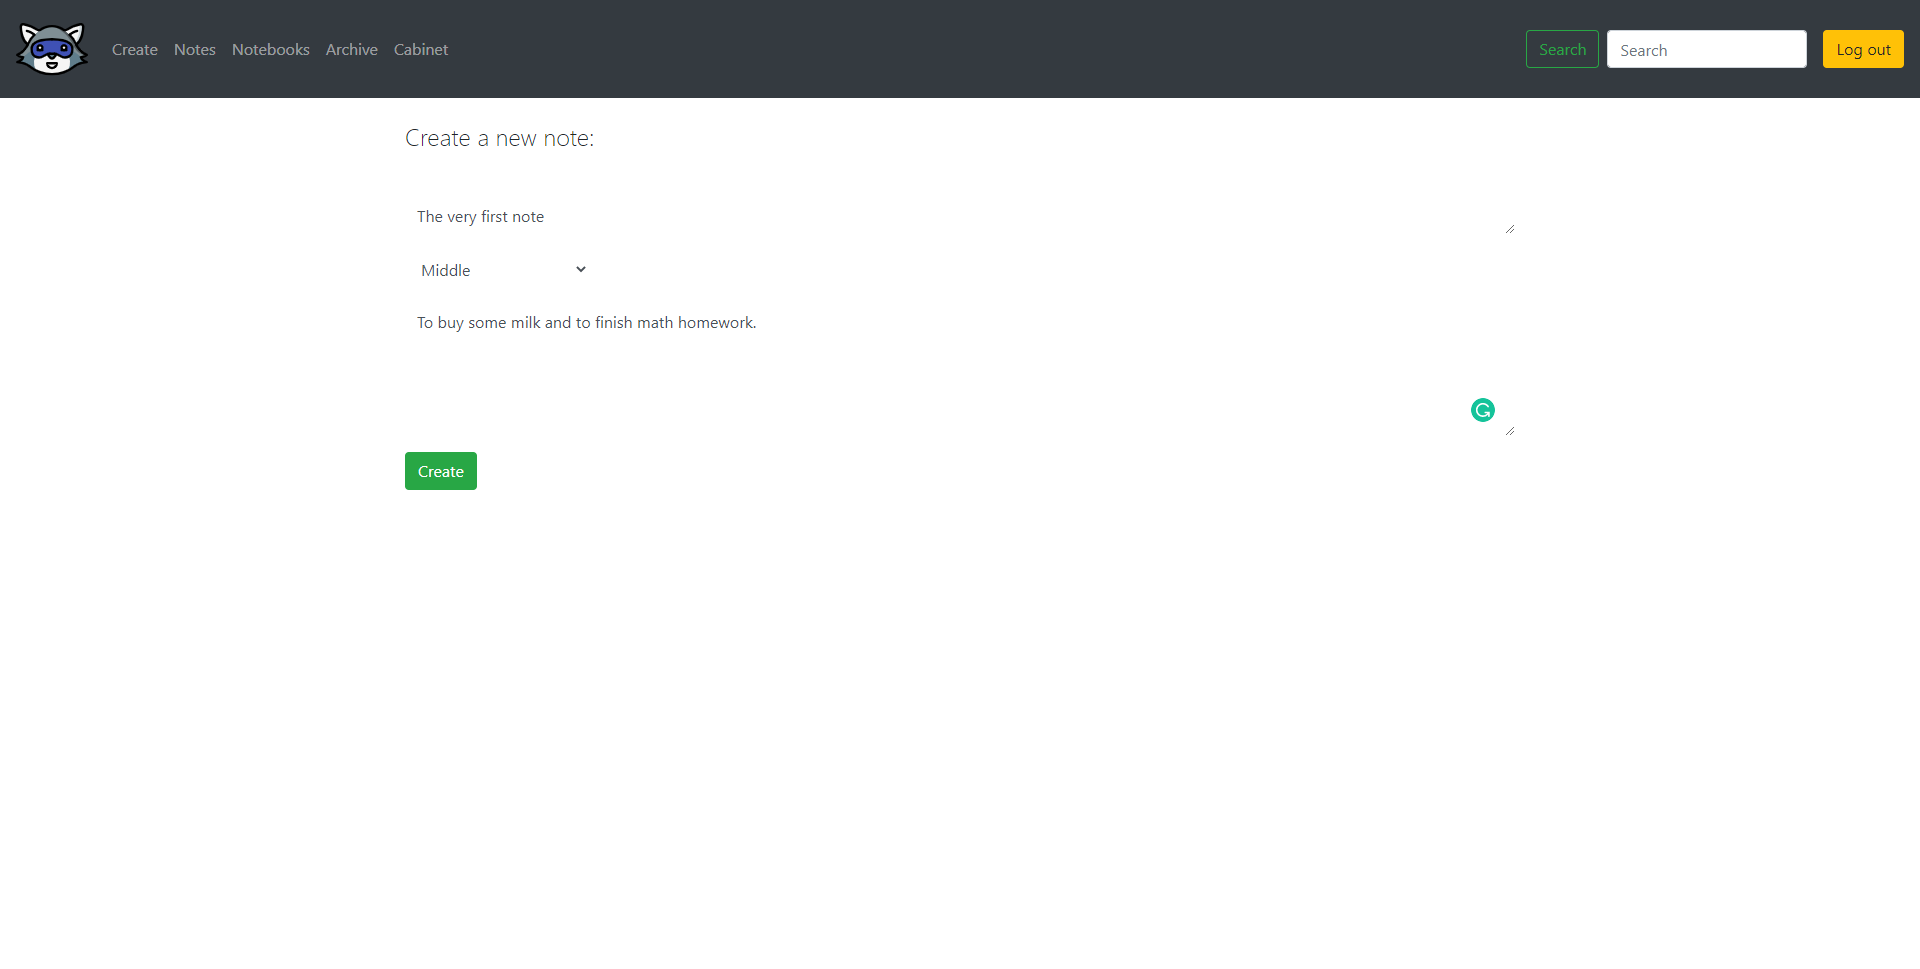 Create Notes Notebooks Archive Cabinet Search Search Log out
Create a new note:
The very first note
Middle
To buy some milk and to finish math homework.
Create